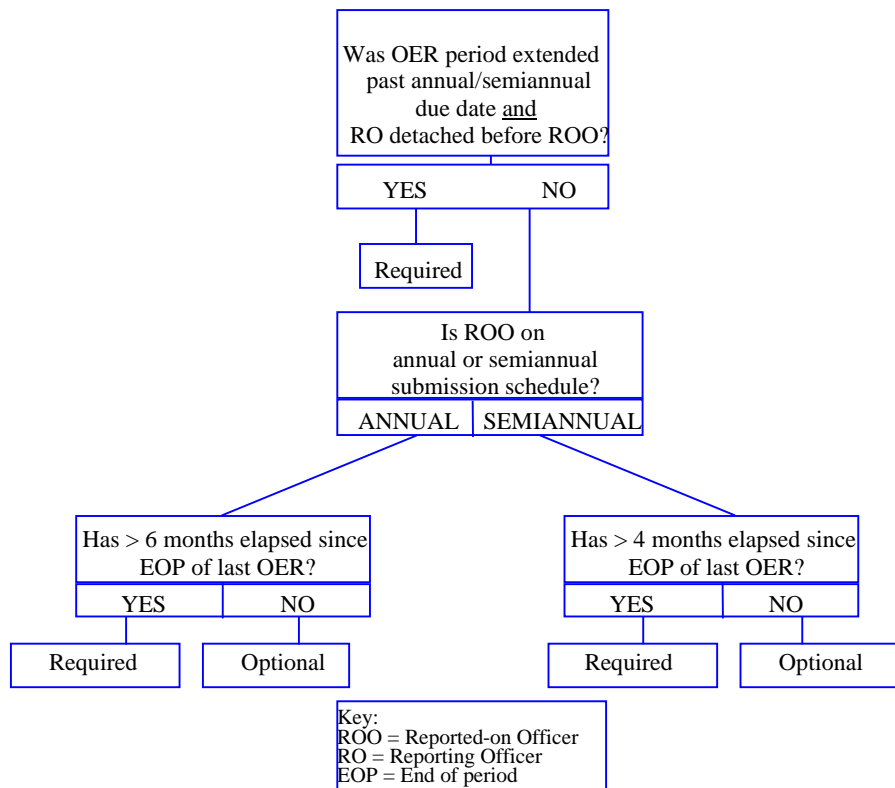 Was OER period extended
past annual/semiannual
due date and
RO detached before ROO?
YES NO
Required
Is ROO on
annual or semiannual
submission schedule?
ANNUAL SEMIANNUAL
Has > 6 months elapsed since
EOP of last OER?
YES NO
Required Optional
Has > 4 months elapsed since
EOP of last OER?
YES NO
Required Optional
Key:
ROO = Reported-on Officer
RO = Reporting Officer
EOP = End of period